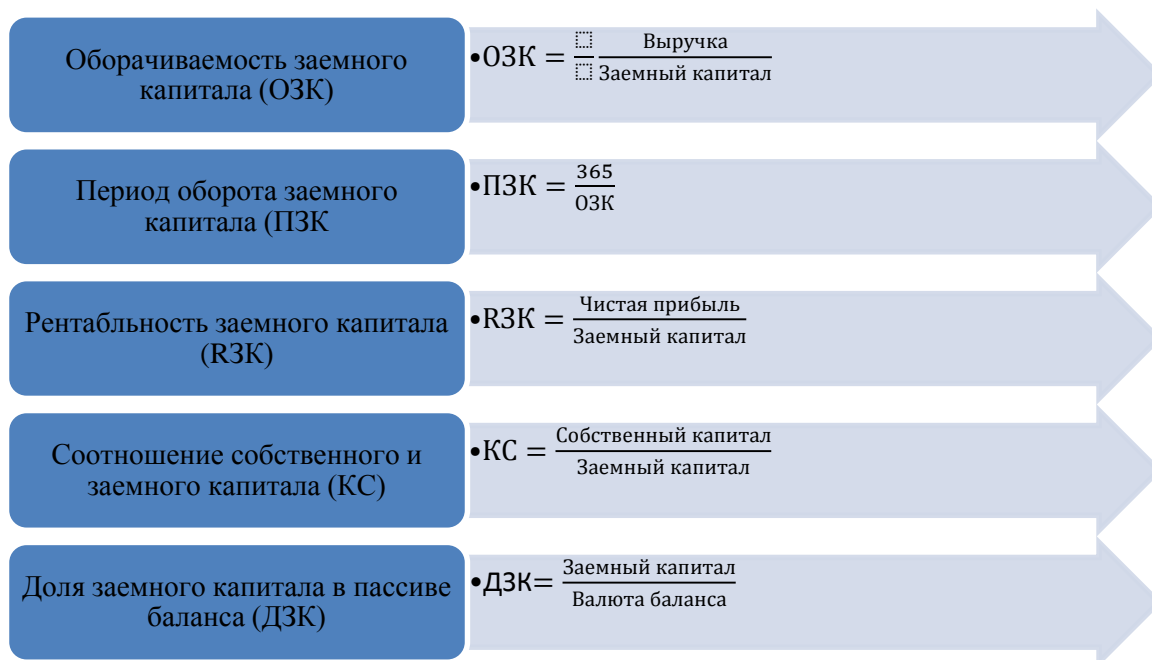 Оборачиваемость заемного
капитала (ОЗК)
•ОЗК = ⬚/⬚ Выручка/Заемный капитал
Период оборота заемного
капитала (ПЗК
•ПЗК = 365/ОЗК
Рентабльность заемного капитала
(RЗК)
•RЗК = Чистая прибыль/Заемный капитал
Соотношение собственного и
заемного капитала (КС)
•КС = Собственный капитал/Заемный капитал
Доля заемного капитала в пассиве
баланса (ДЗК)
•ДЗК= Заемный капитал/Валюта баланса